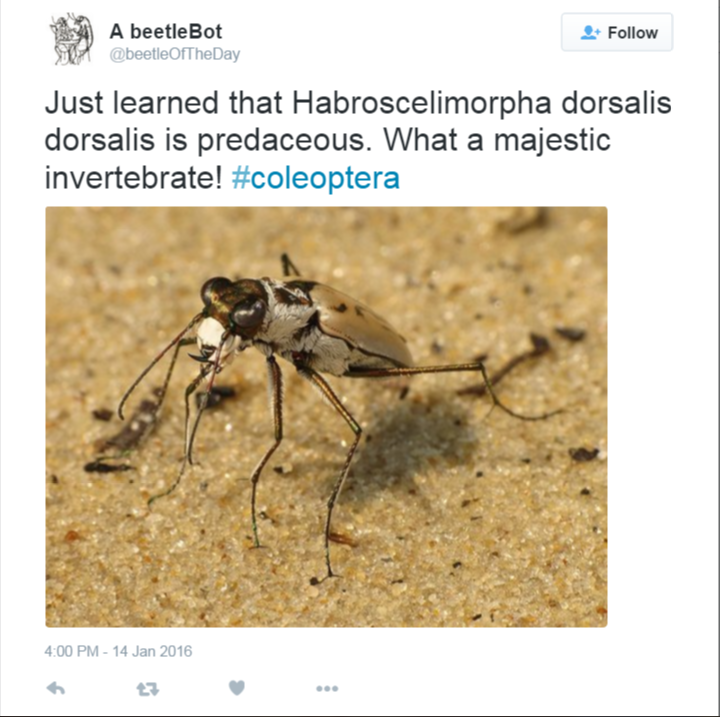 A beetleBot
@beetleOfTheDay
Follow
Just learned that Habroscelimorpha dorsalis
dorsalis is predaceous. What a majestic
invertebrate! #coleoptera
4:00 PM - 14 Jan 2016